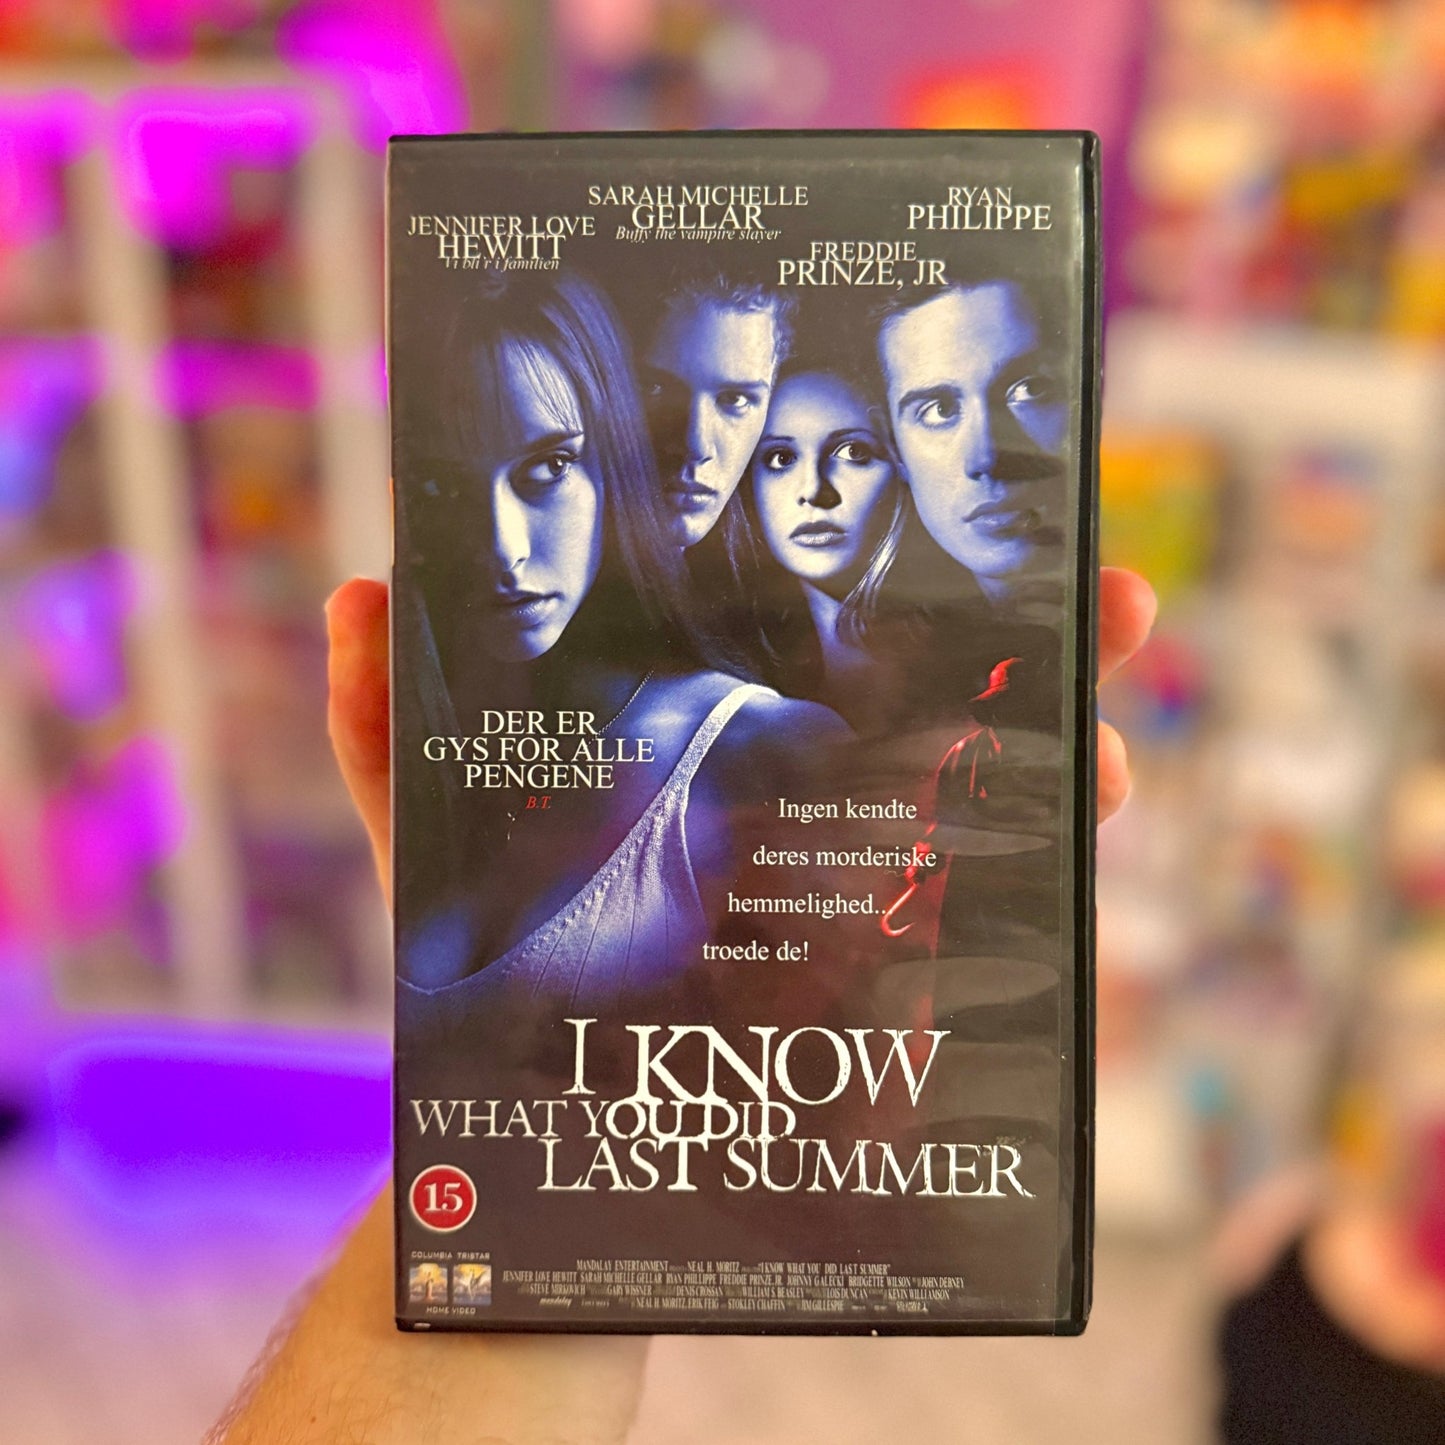 SARAH MICHELLE
GELLAR
Buffy the vampire slayer
RYAN
PHILIPPE
JENNIFER LOVE
HEWITT
Vi bli'r i familien
FREDDIE
PRINZE, JR
DER ER
GYS FOR ALLE
PENGENE
B.T.
Ingen kendte
deres morderiske
hemmelighed...
troede de!
I KNOW
WHAT YOU DID
LAST SUMMER
15
COLUMBIA TRISTAR
HOME VIDEO
MANDALAY ENTERTAINMENT NEAL H. MORITZ "I KNOW WHAT YOU DID LAST SUMMER"
JENNIFER LOVE HEWITT SARAH MICHELLE GELLAR RYAN PHILLIPPE FREDDIE PRINZE, JR. JOHNNY GALECKI BRIDGETTE WILSON JOHN DEBNEY
STEVE MIRKOVICH GARY WISSNER DENIS CROSSAN WILLIAM S. BEASLEY LOIS DUNCAN KEVIN WILLIAMSON
mandalay NEAL H. MORITZ, ERIK FEIG STOKELY CHAFFIN JIM GILLESPIE